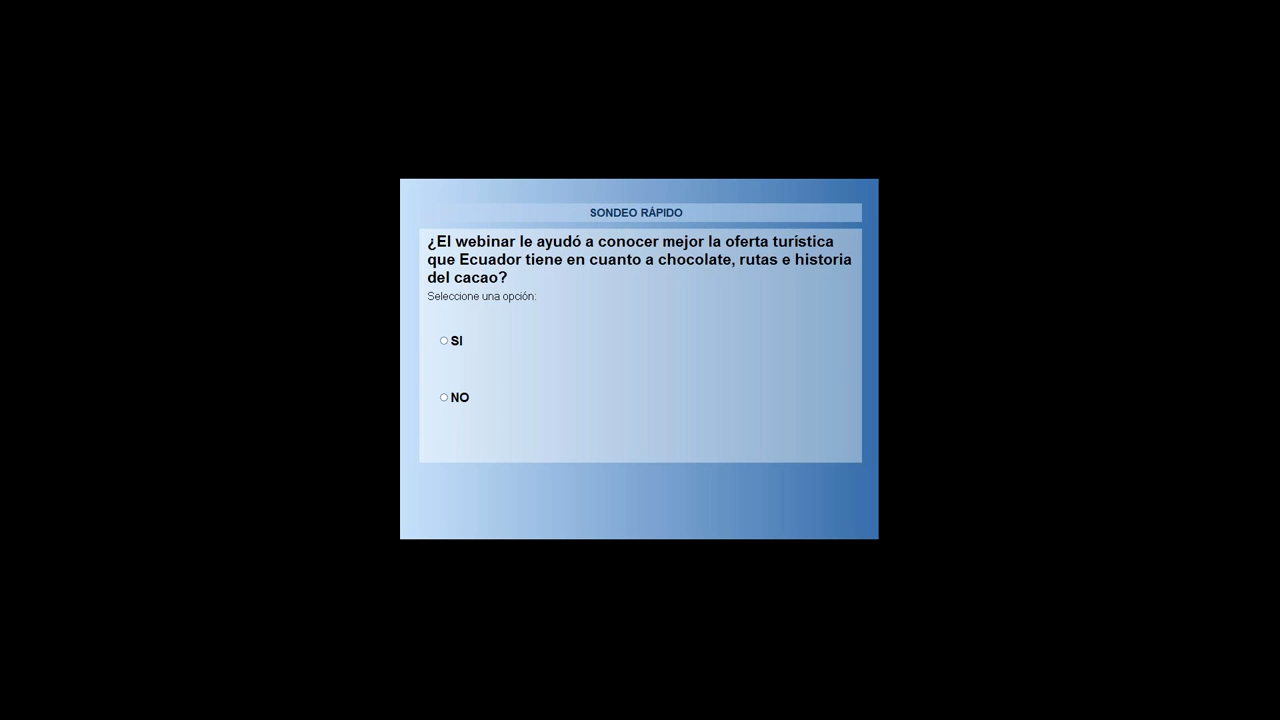 SONDEO RÁPIDO
¿El webinar le ayudó a conocer mejor la oferta turística
que Ecuador tiene en cuanto a chocolate, rutas e historia
del cacao?
Seleccione una opción:
SI
NO